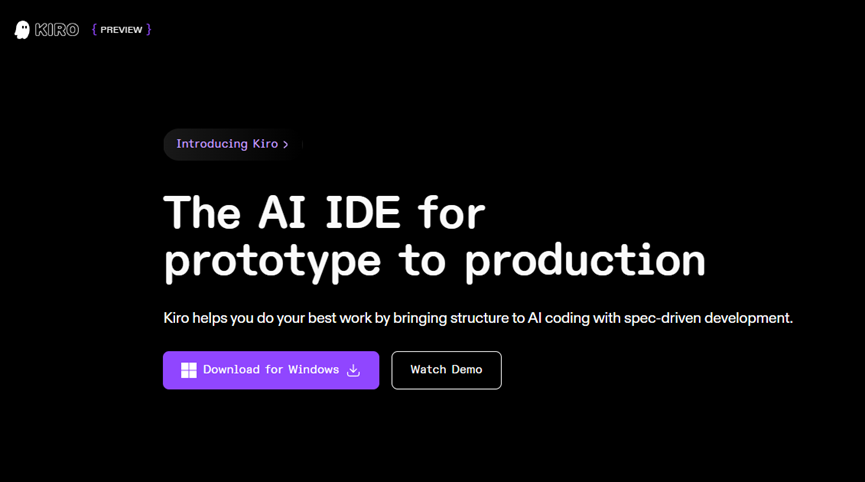 KIRO { PREVIEW }
Introducing Kiro >
The AI IDE for
prototype to production
Kiro helps you do your best work by bringing structure to AI coding with spec-driven development.
Download for Windows
Watch Demo